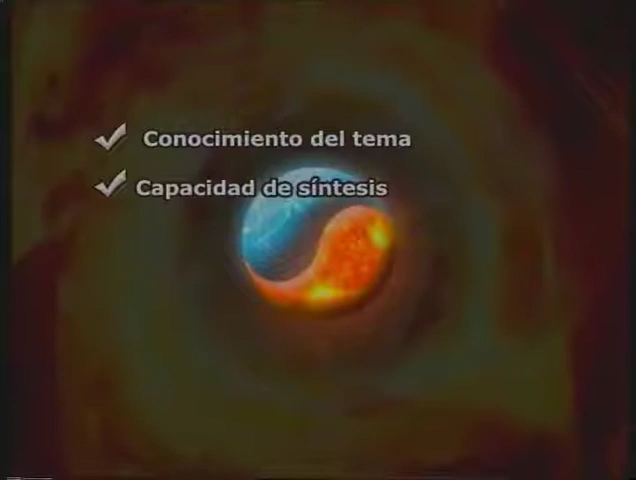 Conocimiento del tema
Capacidad de síntesis